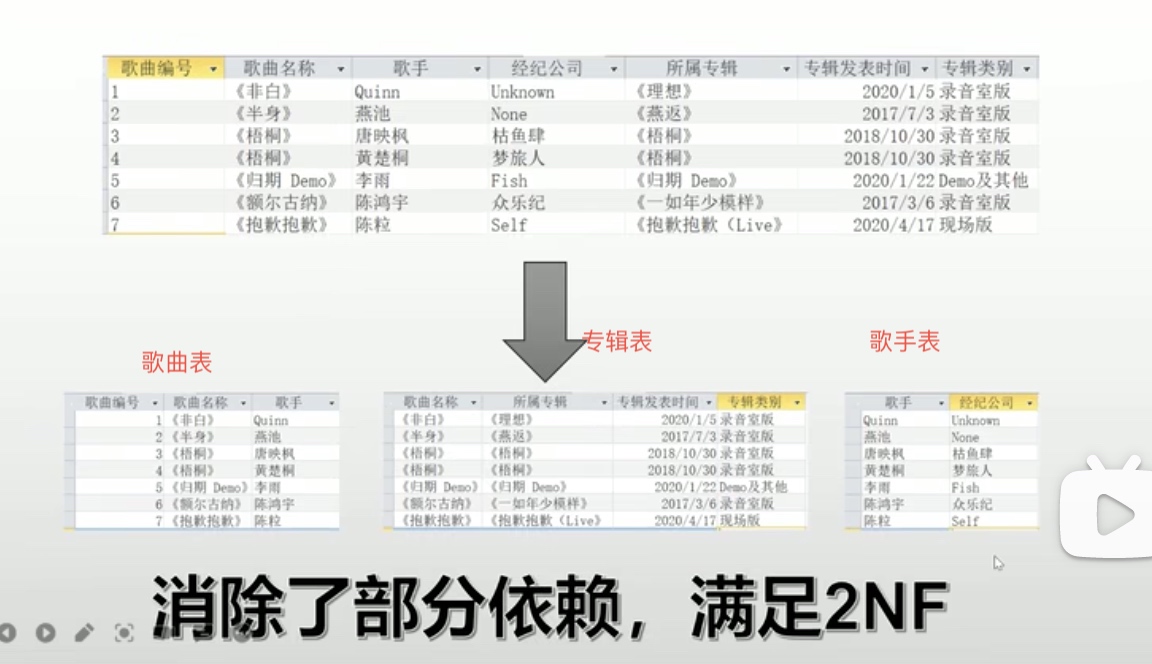 歌曲编号 歌曲名称 歌手 经纪公司 所属专辑 专辑发表时间 专辑类别
1 《非白》 Quinn Unknown 《理想》 2020/1/5 录音室版
2 《半身》 燕池 None 《燕返》 2017/7/3 录音室版
3 《梧桐》 唐映枫 枯鱼肆 《梧桐》 2018/10/30 录音室版
4 《梧桐》 黄楚桐 梦旅人 《梧桐》 2018/10/30 录音室版
5 《归期 Demo》 李雨 Fish 《归期 Demo》 2020/1/22 Demo及其他
6 《额尔古纳》 陈鸿宇 众乐纪 《一如年少模样》 2017/3/6 录音室版
7 《抱歉抱歉》 陈粒 Self 《抱歉抱歉（Live》 2020/4/17 现场版
歌曲表
歌曲编号 歌曲名称 歌手
1 《非白》 Quinn
2 《半身》 燕池
3 《梧桐》 唐映枫
4 《梧桐》 黄楚桐
5 《归期 Demo》 李雨
6 《额尔古纳》 陈鸿宇
7 《抱歉抱歉》 陈粒
专辑表
歌曲名称 所属专辑 专辑发表时间 专辑类别
《非白》 《理想》 2020/1/5 录音室版
《半身》 《燕返》 2017/7/3 录音室版
《梧桐》 《梧桐》 2018/10/30 录音室版
《梧桐》 《梧桐》 2018/10/30 录音室版
《归期 Demo》 《归期 Demo》 2020/1/22 Demo及其他
《额尔古纳》 《一如年少模样》 2017/3/6 录音室版
《抱歉抱歉》 《抱歉抱歉（Live》 2020/4/17 现场版
歌手表
歌手 经纪公司
Quinn Unknown
燕池 None
唐映枫 枯鱼肆
黄楚桐 梦旅人
李雨 Fish
陈鸿宇 众乐纪
陈粒 Self
消除了部分依赖，满足2NF